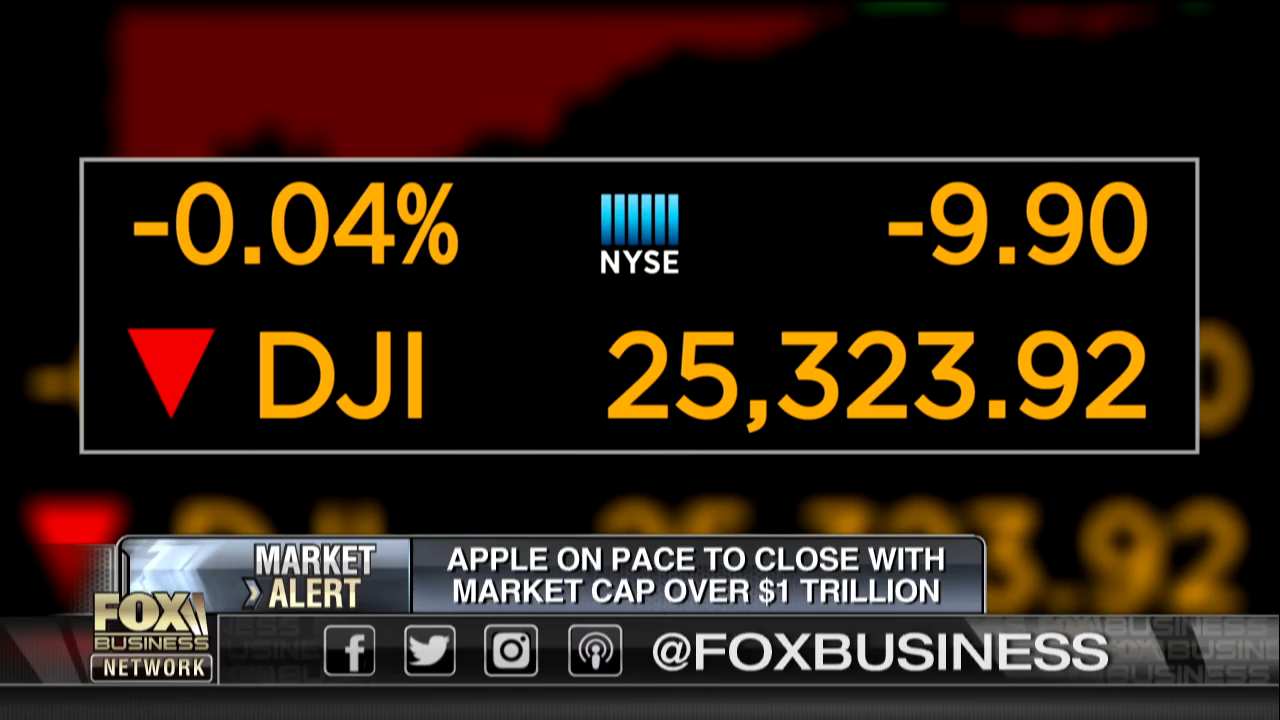 -0.04%
NYSE
-9.90
DJI
25,323.92
MARKET
ALERT
APPLE ON PACE TO CLOSE WITH
MARKET CAP OVER $1 TRILLION
FOX
BUSINESS
NETWORK
@FOXBUSINESS